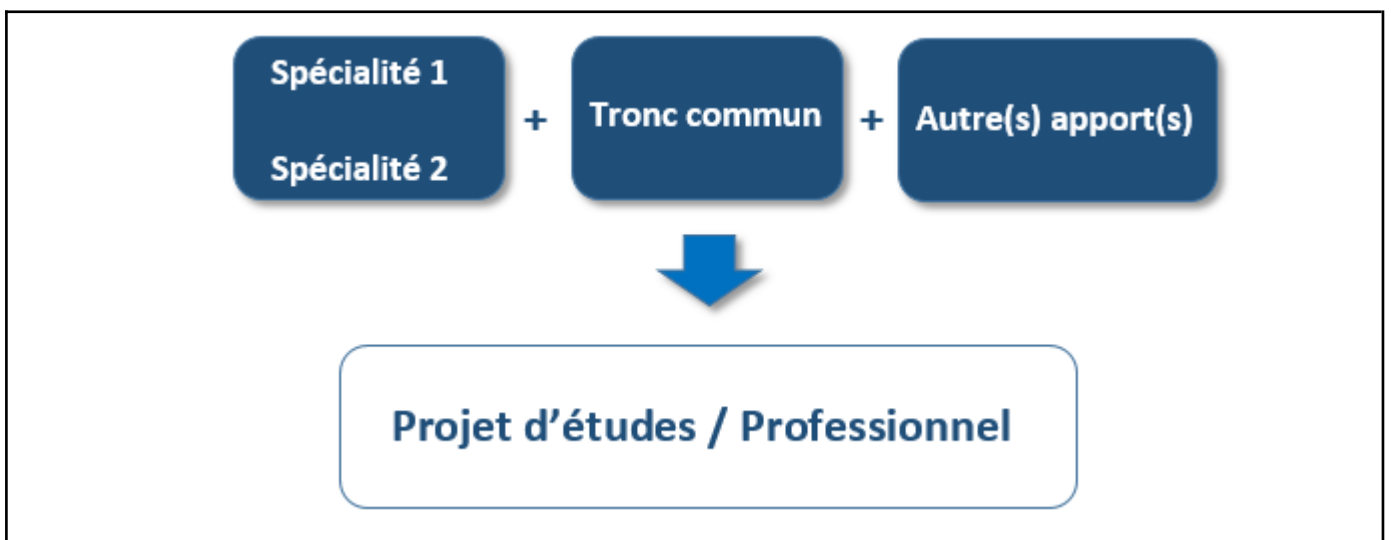 Spécialité 1
Spécialité 2
+
Tronc commun
+
Autre(s) apport(s)
Projet d’études / Professionnel